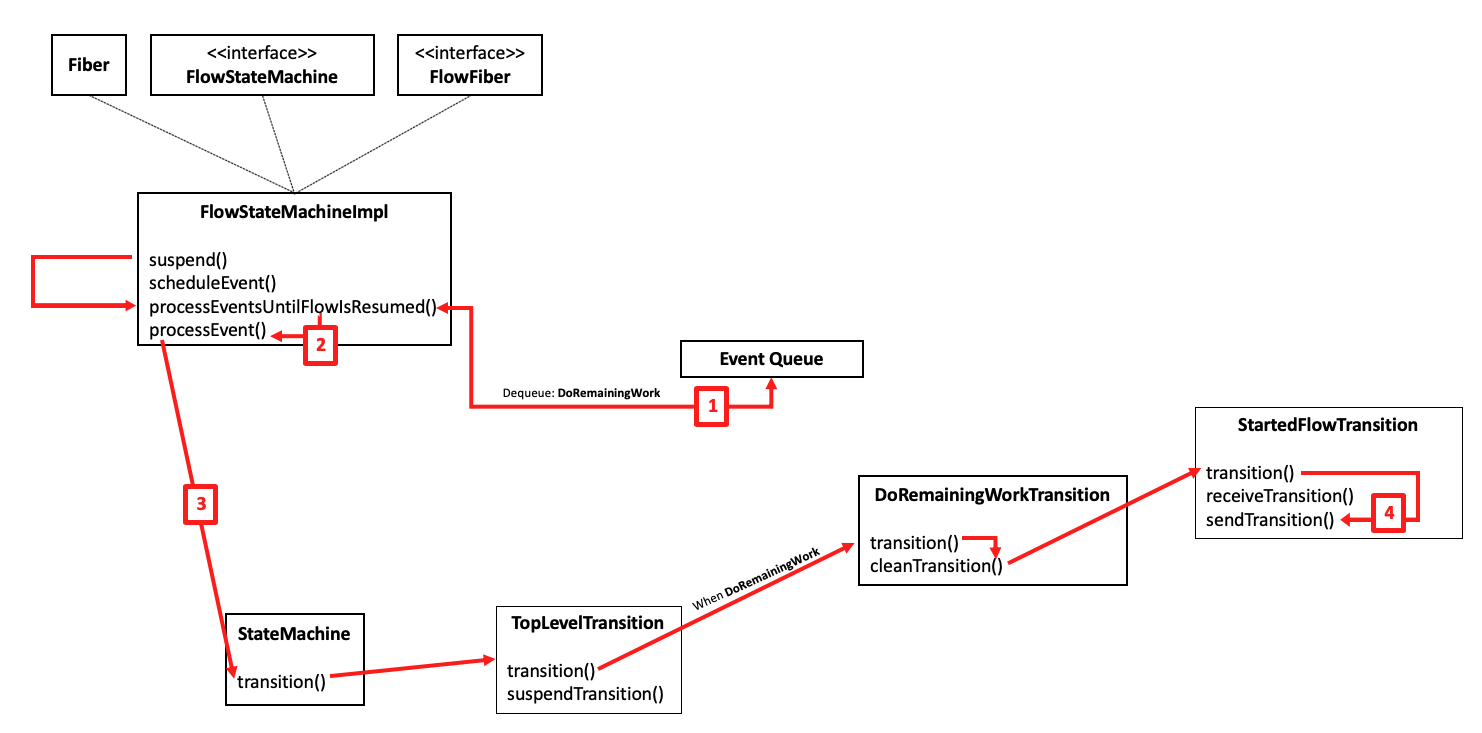 Fiber
<<interface>>
FlowStateMachine
<<interface>>
FlowFiber
FlowStateMachineImpl
suspend()
scheduleEvent()
processEventsUntilFlowIsResumed()
processEvent()
2
Event Queue
Dequeue: DoRemainingWork
1
StartedFlowTransition
transition()
receiveTransition()
sendTransition()
4
3
DoRemainingWorkTransition
transition()
cleanTransition()
When DoRemainingWork
StateMachine
transition()
TopLevelTransition
transition()
suspendTransition()